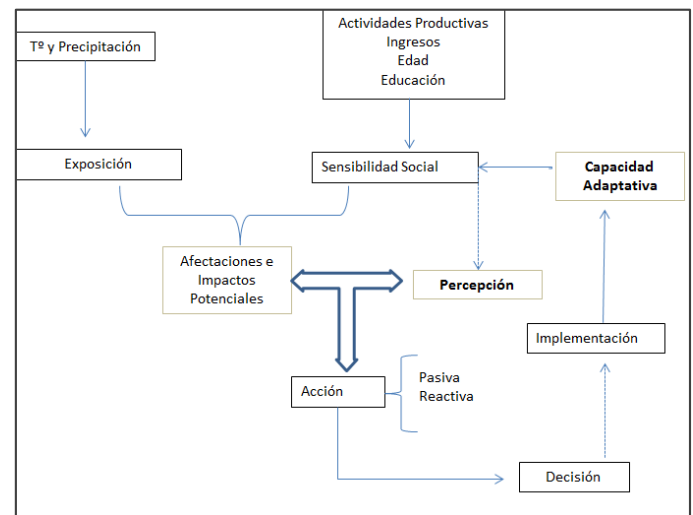 Tº y Precipitación
Actividades Productivas
Ingresos
Edad
Educación
Exposición
Sensibilidad Social
Capacidad
Adaptativa
Afectaciones e
Impactos
Potenciales
Percepción
Implementación
Acción
Pasiva
Reactiva
Decisión